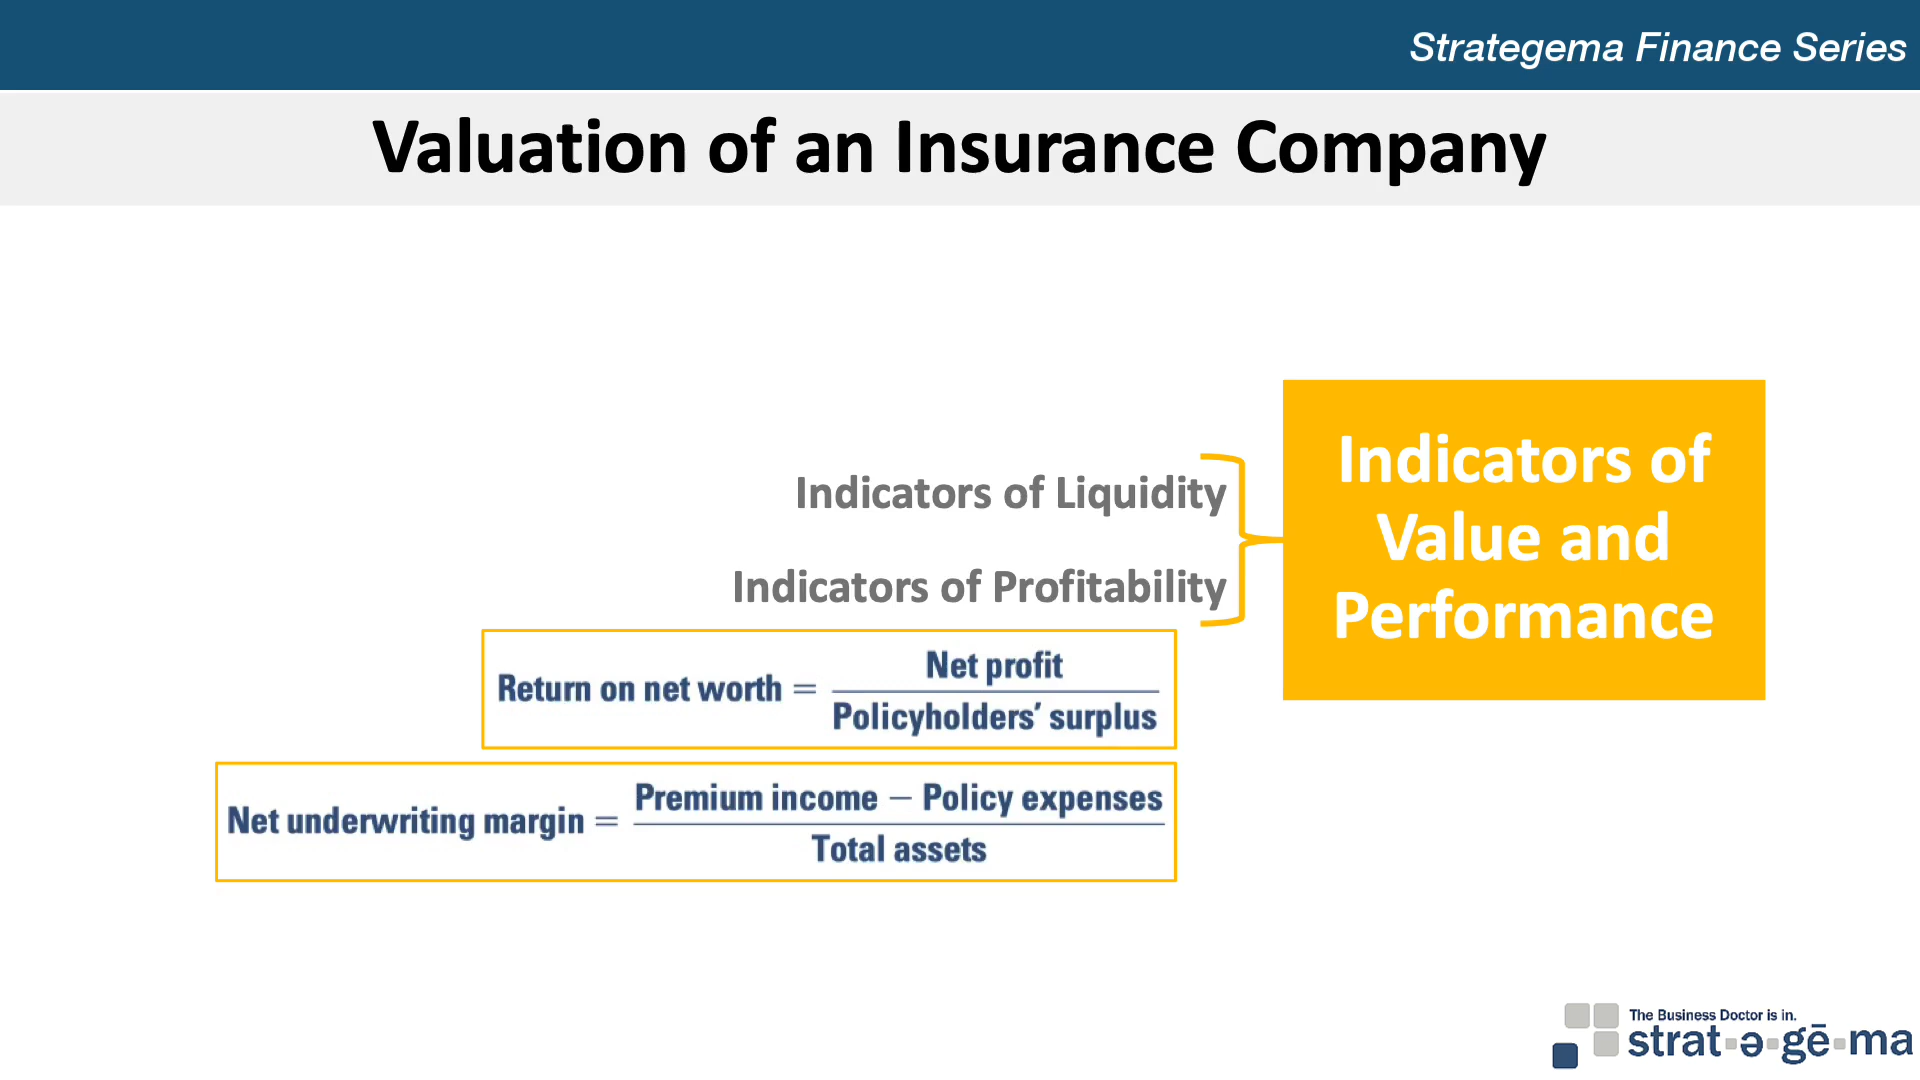 Strategema Finance Series
Valuation of an Insurance Company
Indicators of Liquidity
Indicators of Profitability
Indicators of
Value and
Performance
Return on net worth = Net profit
Policyholders’ surplus
Net underwriting margin = Premium income – Policy expenses
Total assets
The Business Doctor is in.
strat▪ə▪gē▪ma